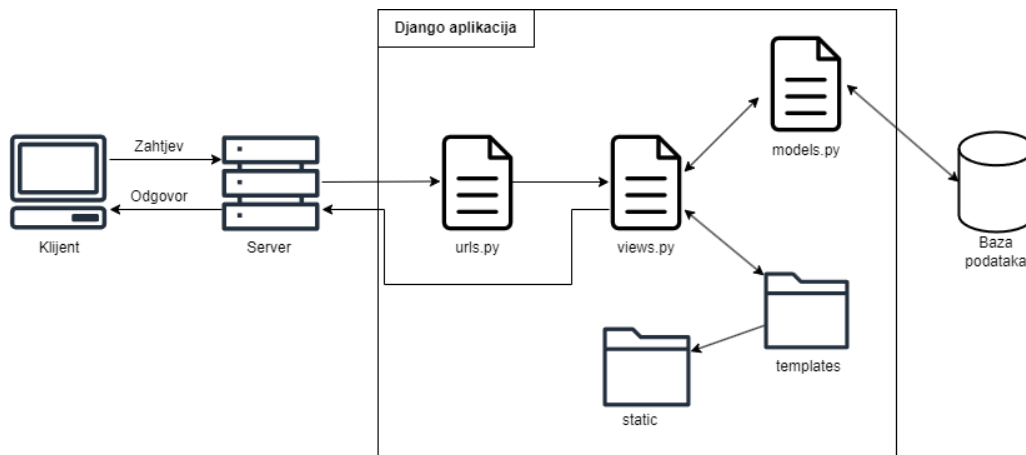 Django aplikacija
Zahtjev
Odgovor
Klijent
Server
urls.py
views.py
models.py
Baza
podataka
templates
static